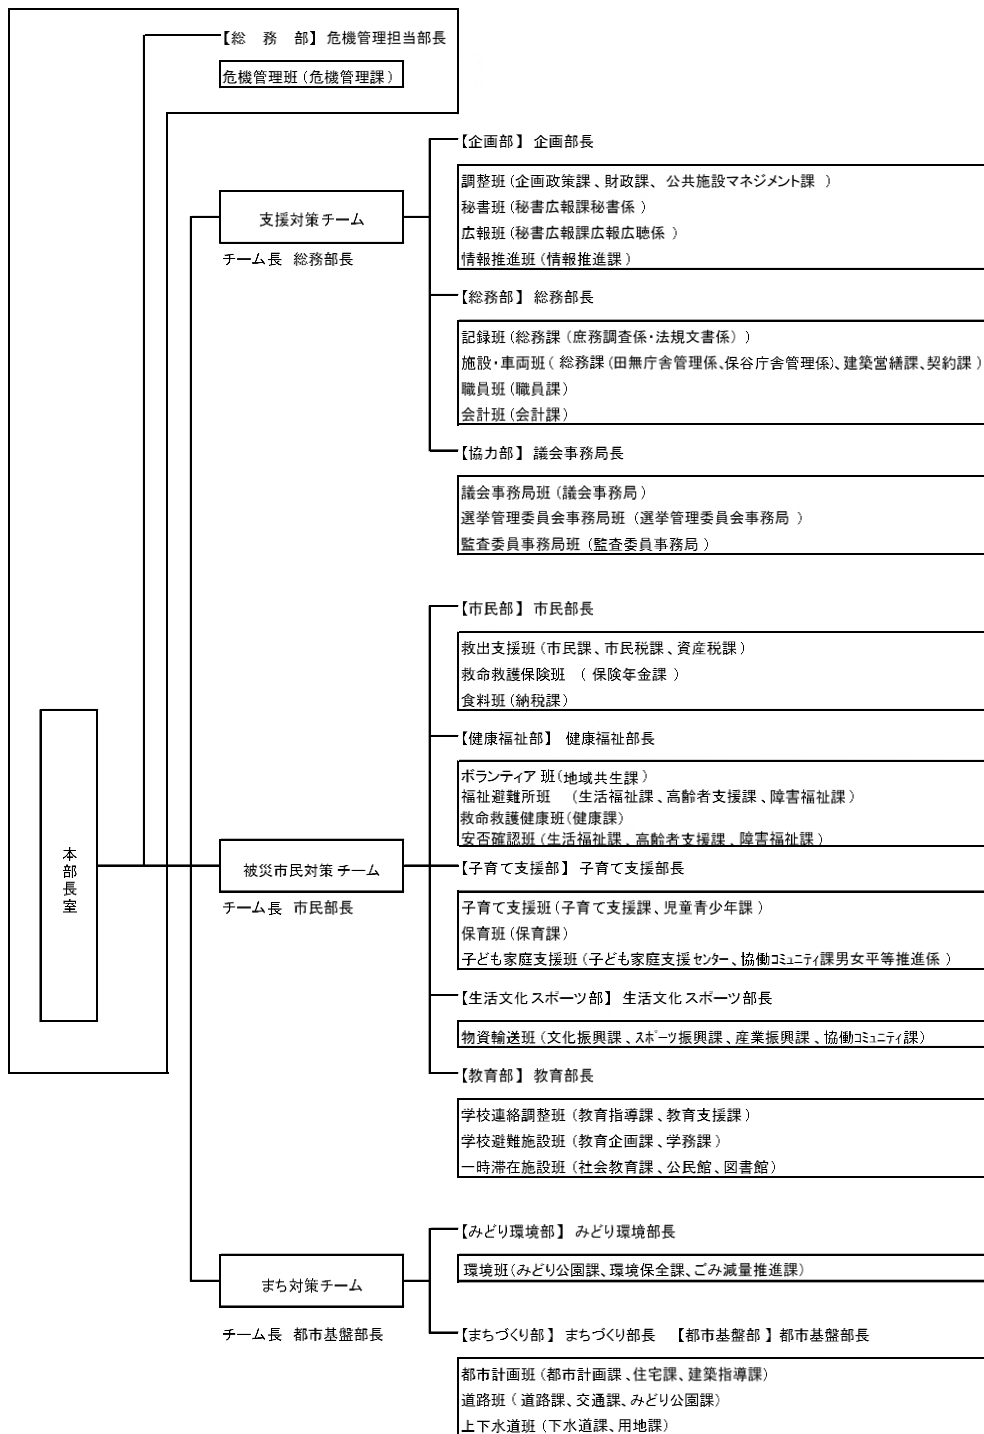 【総 務 部】 危機管理担当部長
危機管理班（危機管理課）
【企画部】 企画部長
調整班（企画政策課、財政課、公共施設マネジメント課）
秘書班（秘書広報課秘書係）
広報班（秘書広報課広報広聴係）
情報推進班（情報推進課）
支援対策チーム
チーム長 総務部長
【総務部】 総務部長
記録班（総務課（庶務調査係・法規文書係））
施設・車両班（総務課（田無庁舎管理係、保谷庁舎管理係）、建築営繕課、契約課）
職員班（職員課）
会計班（会計課）
【協力部】 議会事務局長
議会事務局班（議会事務局）
選挙管理委員会事務局班（選挙管理委員会事務局）
監査委員事務局班（監査委員事務局）
【市民部】 市民部長
救出支援班（市民課、市民税課、資産税課）
救命救護保険班 （保険年金課）
食料班（納税課）
【健康福祉部】 健康福祉部長
ボランティア班（地域共生課）
福祉避難所班 （生活福祉課、高齢者支援課、障害福祉課）
救命救護健康班（健康課）
安否確認班（生活福祉課、高齢者支援課、障害福祉課）
本部長室
被災市民対策チーム
チーム長 市民部長
【子育て支援部】 子育て支援部長
子育て支援班（子育て支援課、児童青少年課）
保育班（保育課）
子ども家庭支援班（子ども家庭支援センター、協働コミュニティ課男女平等推進係）
【生活文化スポーツ部】 生活文化スポーツ部長
物資輸送班（文化振興課、スポーツ振興課、産業振興課、協働コミュニティ課）
【教育部】 教育部長
学校連絡調整班（教育指導課、教育支援課）
学校避難施設班（教育企画課、学務課）
一時滞在施設班（社会教育課、公民館、図書館）
【みどり環境部】 みどり環境部長
環境班（みどり公園課、環境保全課、ごみ減量推進課）
まち対策チーム
チーム長 都市基盤部長
【まちづくり部】 まちづくり部長 【都市基盤部】 都市基盤部長
都市計画班（都市計画課、住宅課、建築指導課）
道路班（道路課、交通課、みどり公園課）
上下水道班（下水道課、用地課）